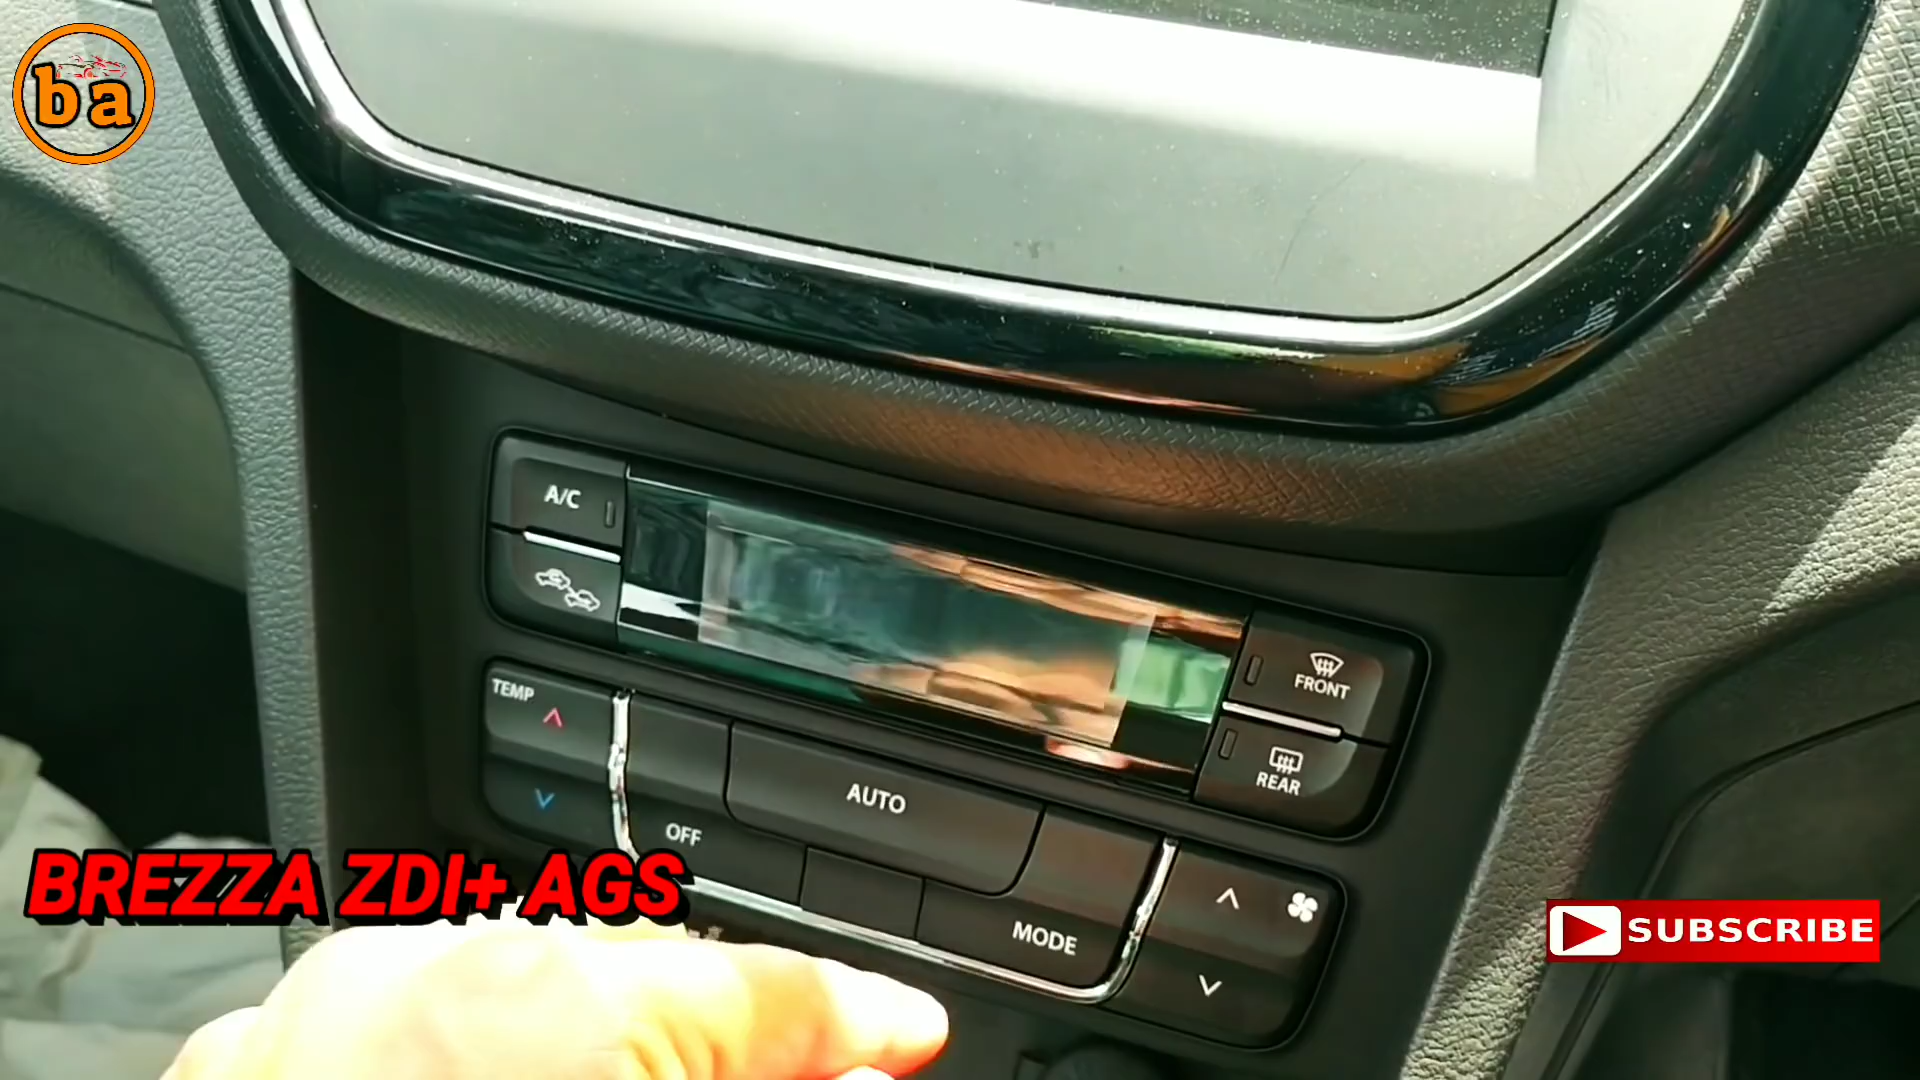 ba
A/C
FRONT
REAR
TEMP
AUTO
OFF
MODE
BREZZA ZDI+ AGS
SUBSCRIBE